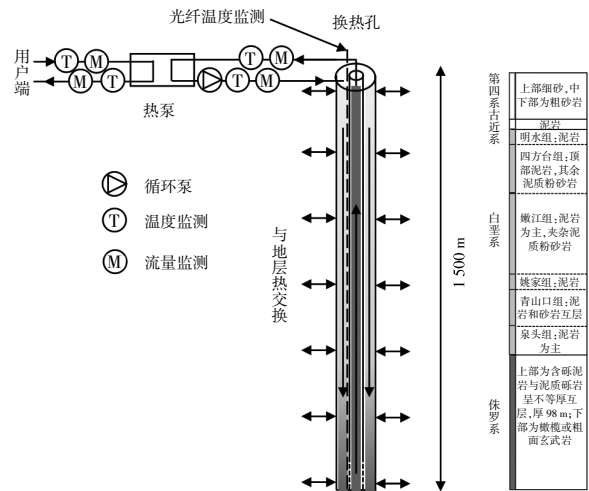 光纤温度监测
换热孔
用户端
T
M
T
M
M
T
T
M
热泵
循环泵
T
温度监测
M
流量监测
与地层热交换
1 500 m
第四系古近系
上部细砂,中
下部为粗砂岩
泥岩
明水组:泥岩
四方台组:顶
部泥岩,其余
泥质粉砂岩
白垩系
嫩江组:泥岩
为主,夹杂泥
质粉砂岩
姚家组:泥岩
青山口组:泥
岩和砂岩互层
泉头组:泥岩
为主
侏罗系
上部为含砾泥
岩与泥质砾岩
呈不等厚互
层,厚 98 m;下
部为橄榄或粗
面玄武岩